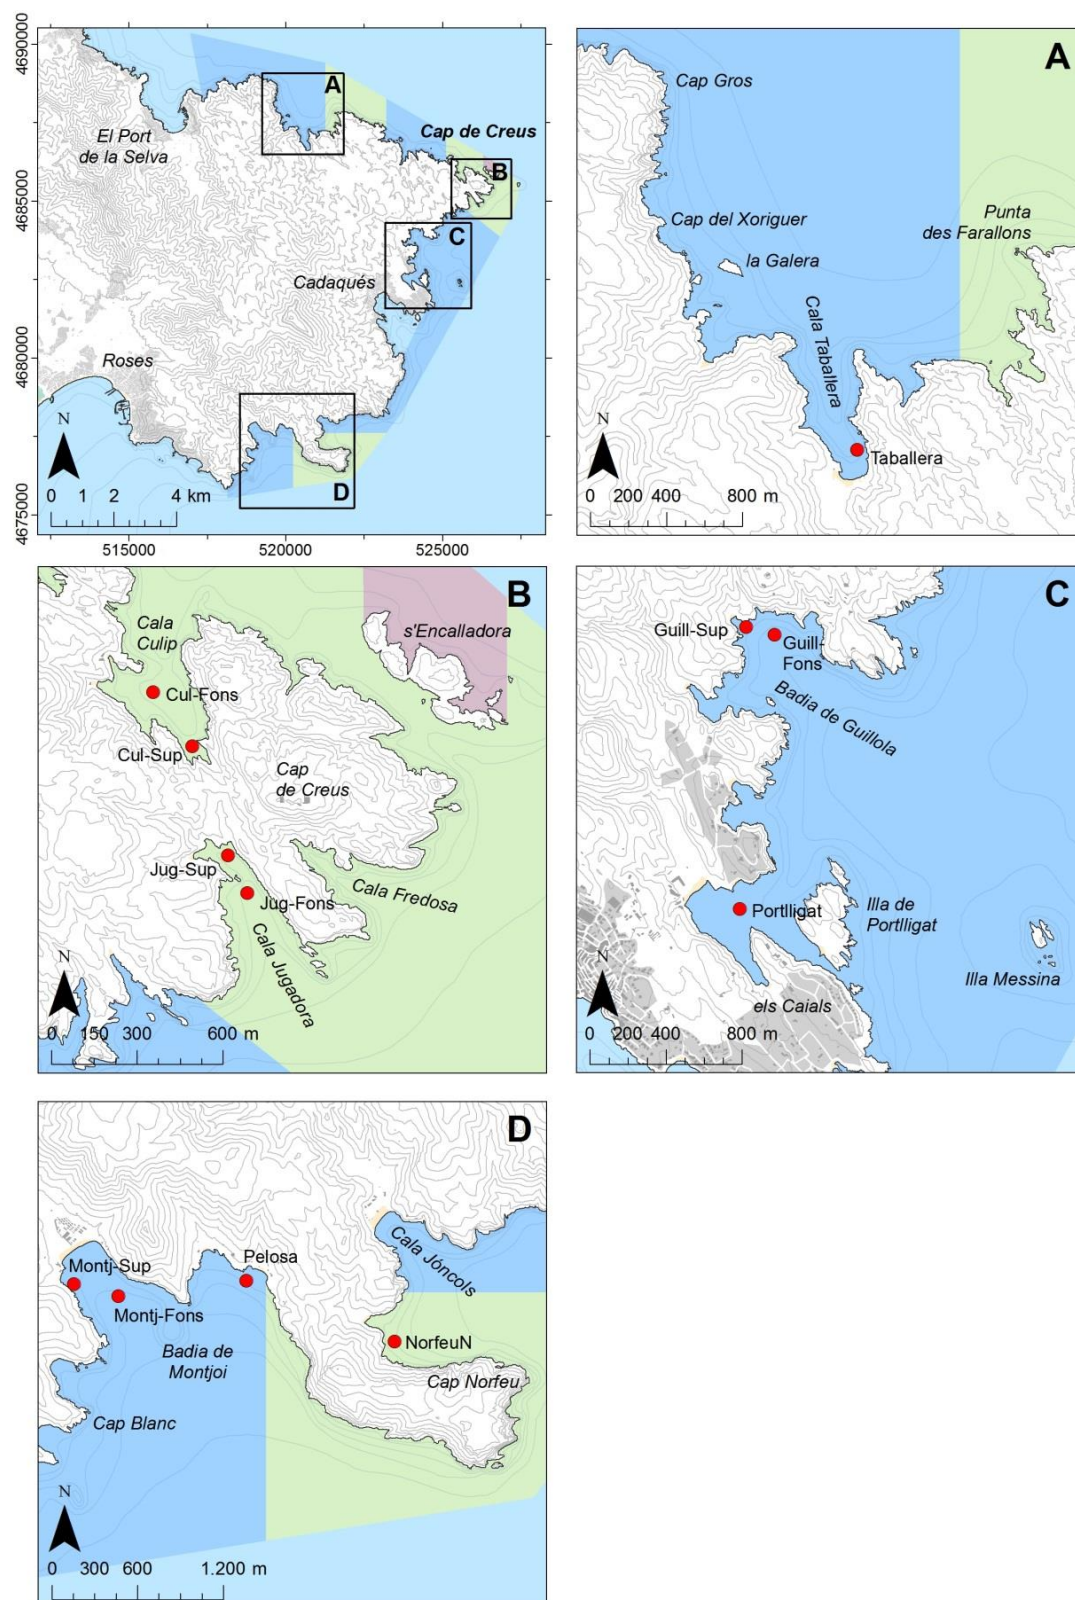 4690000
4685000
4680000
4675000
A
Cap de Creus
El Port
de la Selva
B
C
Cadaqués
Roses
N
0 1 2 4 km
D
515000 520000 525000
A
Cap Gros
Cap del Xoriguer
la Galera
Punta
des Farallons
Cala Taballera
Taballera
N
0 200 400 800 m
B
Cala
Culip
s'Encalladora
Cul-Fons
Cul-Sup
Cap
de Creus
Jug-Sup
Jug-Fons
Cala Fredosa
Cala Jugadora
N
0 150 300 600 m
C
Guill-Sup
Guill-
Fons
Badia de Guillola
Portlligat
Illa de
Portlligat
Illa Messina
els Caials
N
0 200 400 800 m
D
Cala Jóncols
Montj-Sup
Pelosa
Montj-Fons
Badia de
Montjoi
NorfeuN
Cap Norfeu
Cap Blanc
N
0 300 600 1.200 m